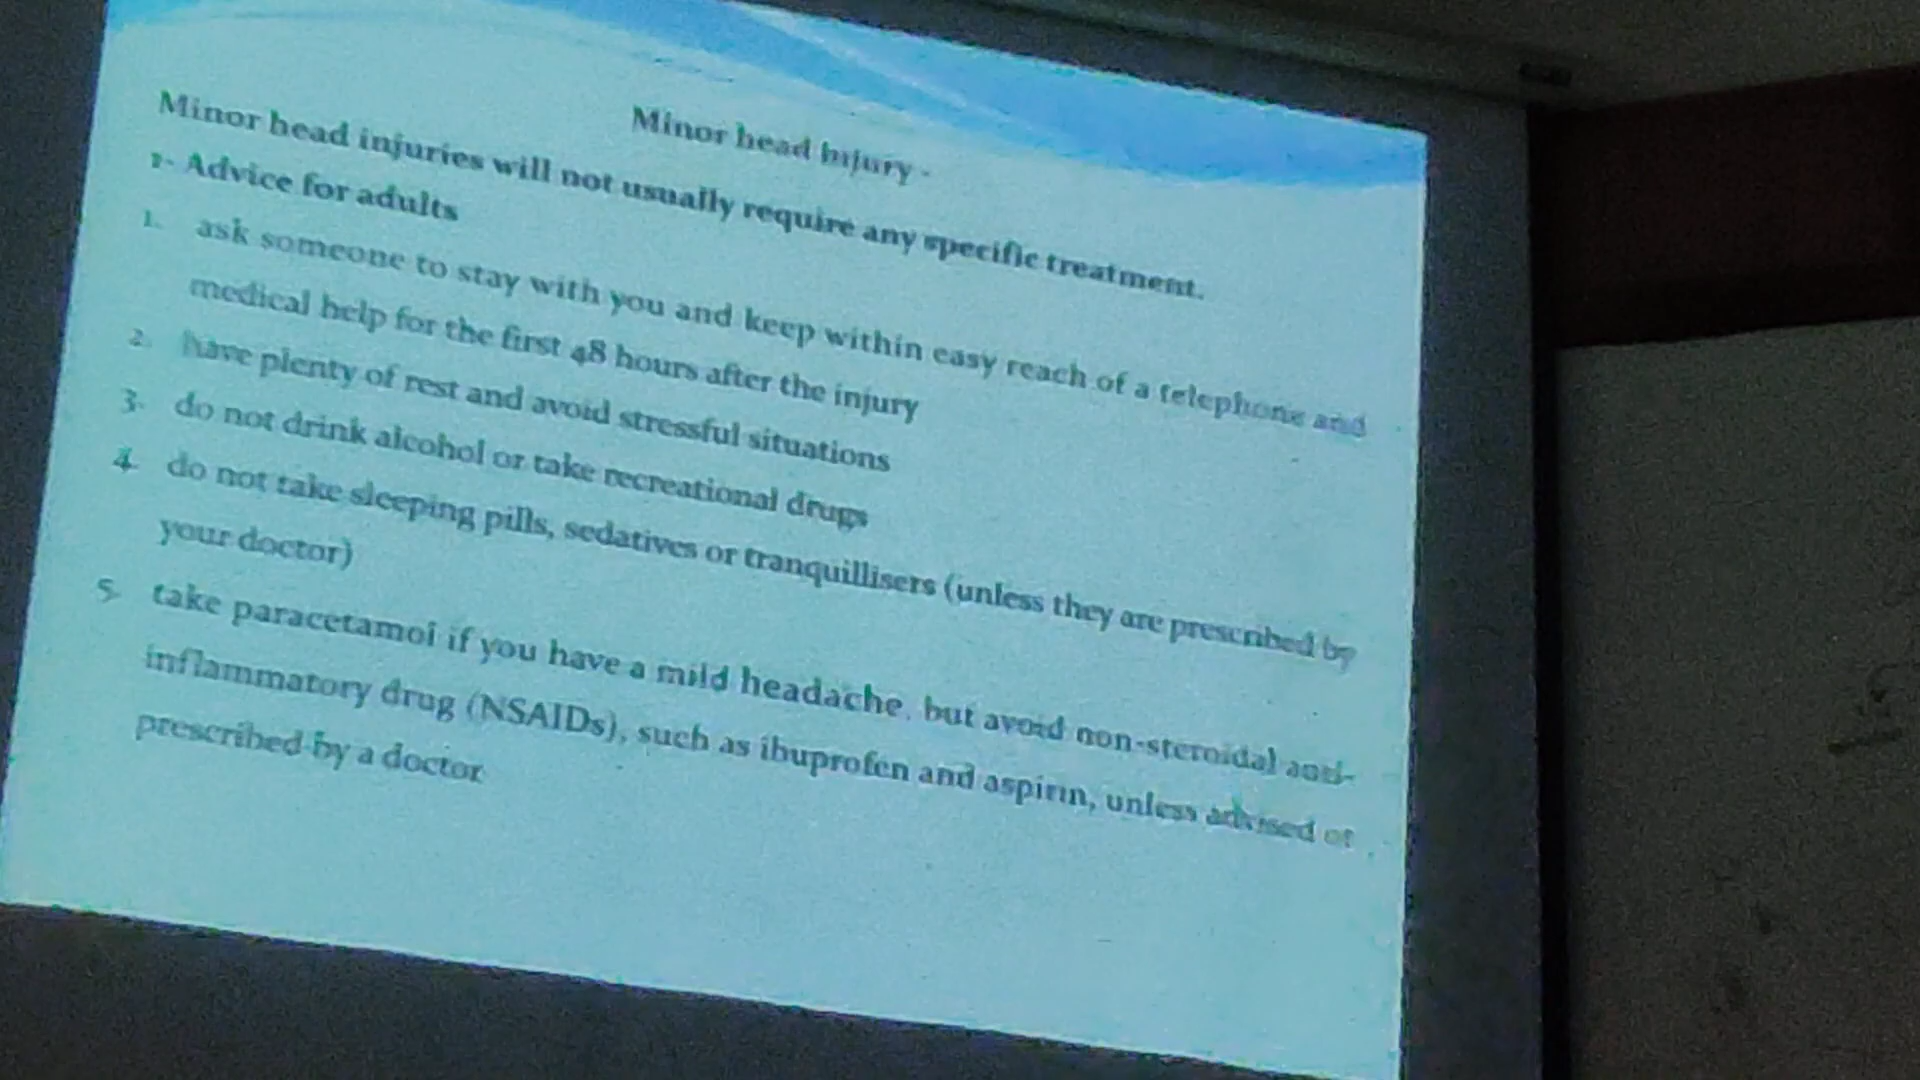 Minor head Injury -
Minor head injuries will not usually require any specific treatment.
1- Advice for adults
1. ask someone to stay with you and keep within easy reach of a telephone and
medical help for the first 48 hours after the injury
2. have plenty of rest and avoid stressful situations
3. do not drink alcohol or take recreational drugs
4. do not take sleeping pills, sedatives or tranquillisers (unless they are prescribed by
your doctor)
5. take paracetamol if you have a mild headache, but avoid non-steroidal anti-
inflammatory drug (NSAIDs), such as ibuprofen and aspirin, unless advised or
prescribed by a doctor